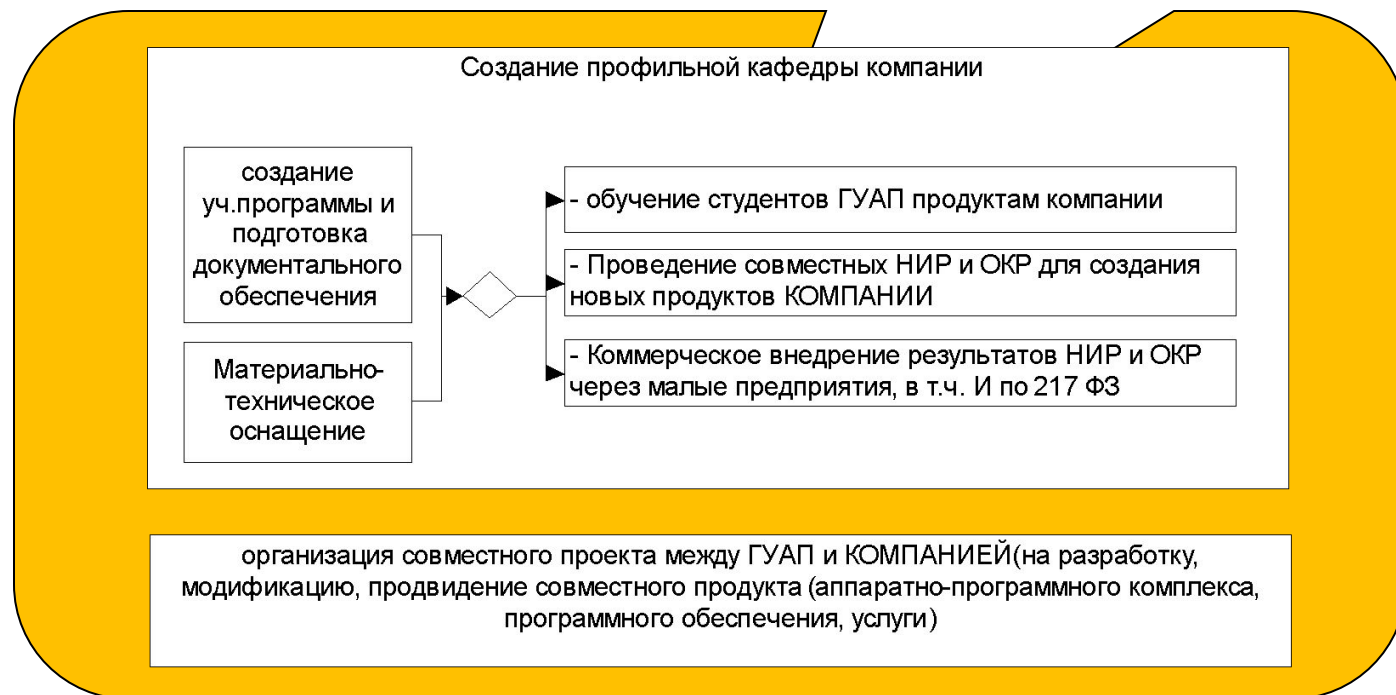 Создание профильной кафедры компании
создание
уч.программы и
подготовка
документального
обеспечения
Материально-
техническое
оснащение
- обучение студентов ГУАП продуктам компании
- Проведение совместных НИР и ОКР для создания
новых продуктов КОМПАНИИ
- Коммерческое внедрение результатов НИР и ОКР
через малые предприятия, в т.ч. И по 217 ФЗ
организация совместного проекта между ГУАП и КОМПАНИЕЙ(на разработку,
модификацию, продвидение совместного продукта (аппаратно-программного комплекса,
программного обеспечения, услуги)